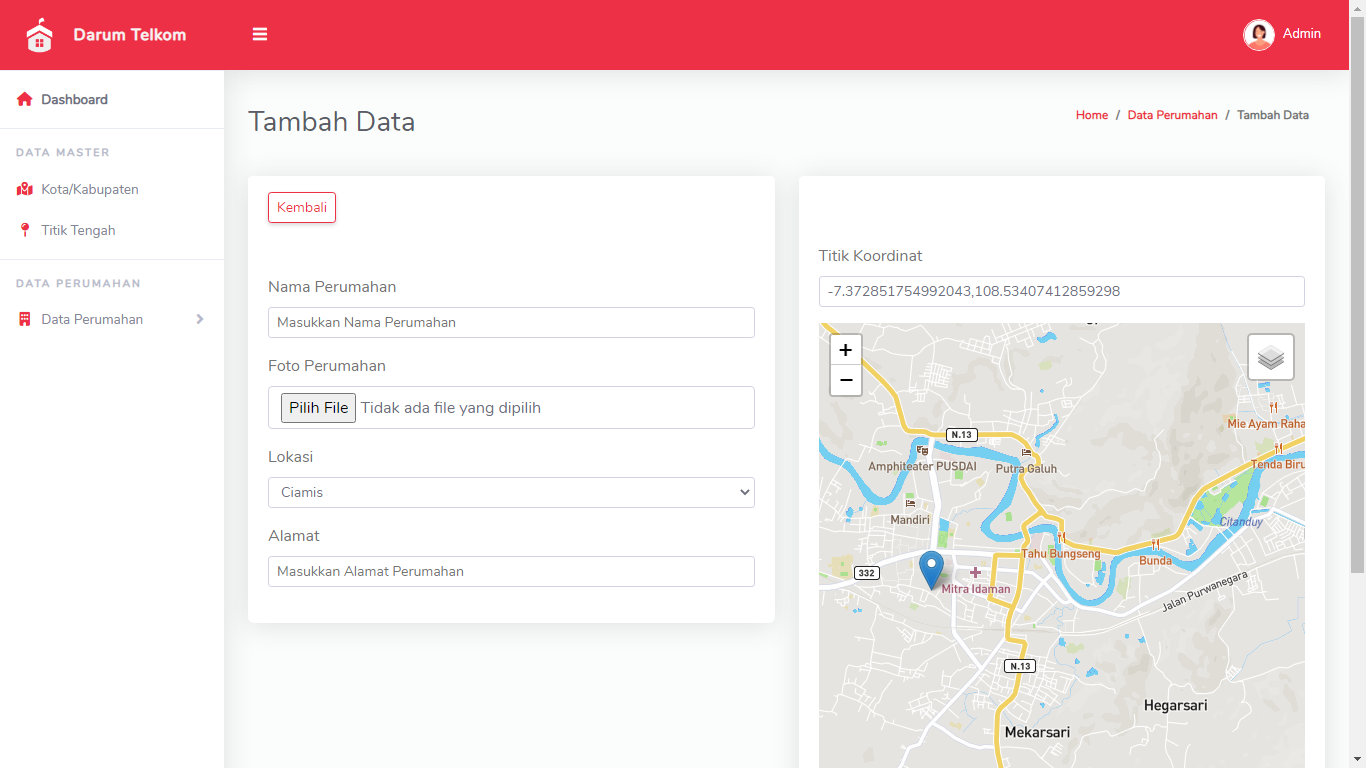 Darum Telkom
Admin
Dashboard
DATA MASTER
Kota/Kabupaten
Titik Tengah
DATA PERUMAHAN
Data Perumahan
Tambah Data
Home / Data Perumahan / Tambah Data
Kembali
Nama Perumahan
Masukkan Nama Perumahan
Foto Perumahan
Pilih File Tidak ada file yang dipilih
Lokasi
Ciamis
Alamat
Masukkan Alamat Perumahan
Titik Koordinat
-7.372851754992043,108.53407412859298
+
−
Mie Ayam Raha
N.13
Tenda Biru
Amphiteater PUSDAI
Putra Galuh
Mandiri
Citanduy
Tahu Bungseng
Bunda
332
Mitra Idaman
Jalan Purwanegara
N.13
Hegarsari
Mekarsari